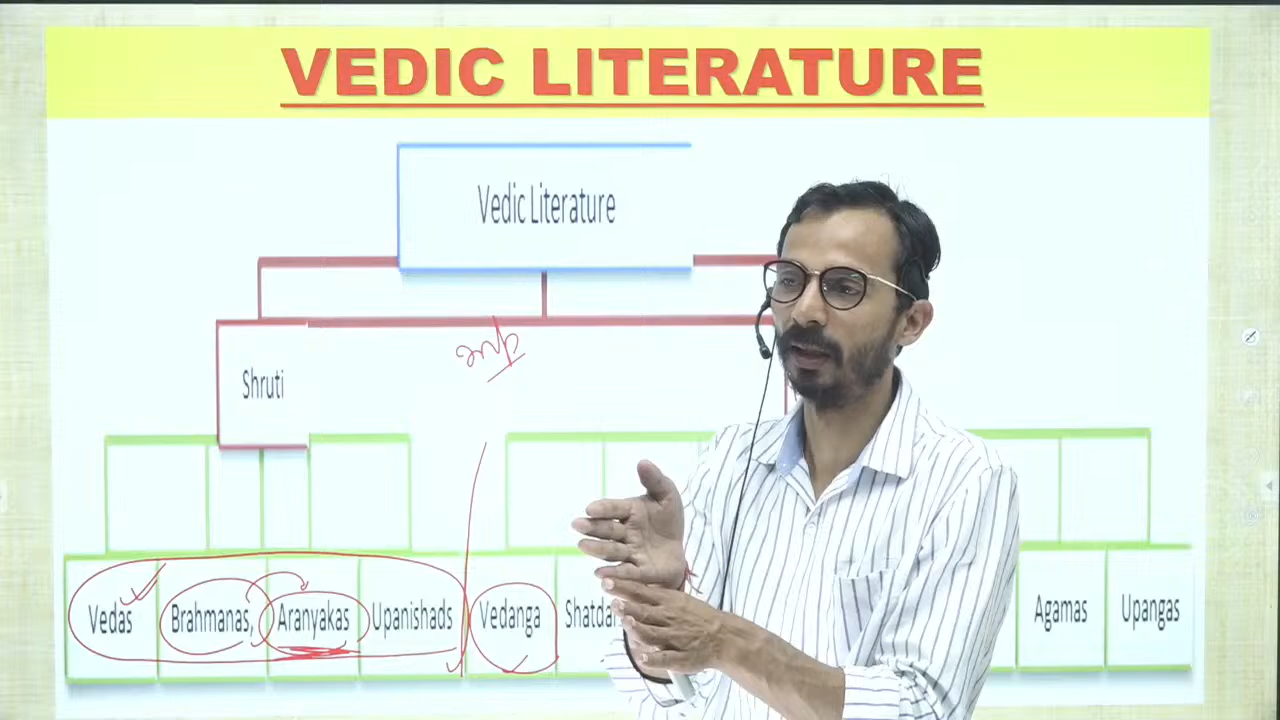 VEDIC LITERATURE
Vedic Literature
Shruti
Vedas
Brahmanas,
Aranyakas
Upanishads
Vedanga
Agamas
Upangas